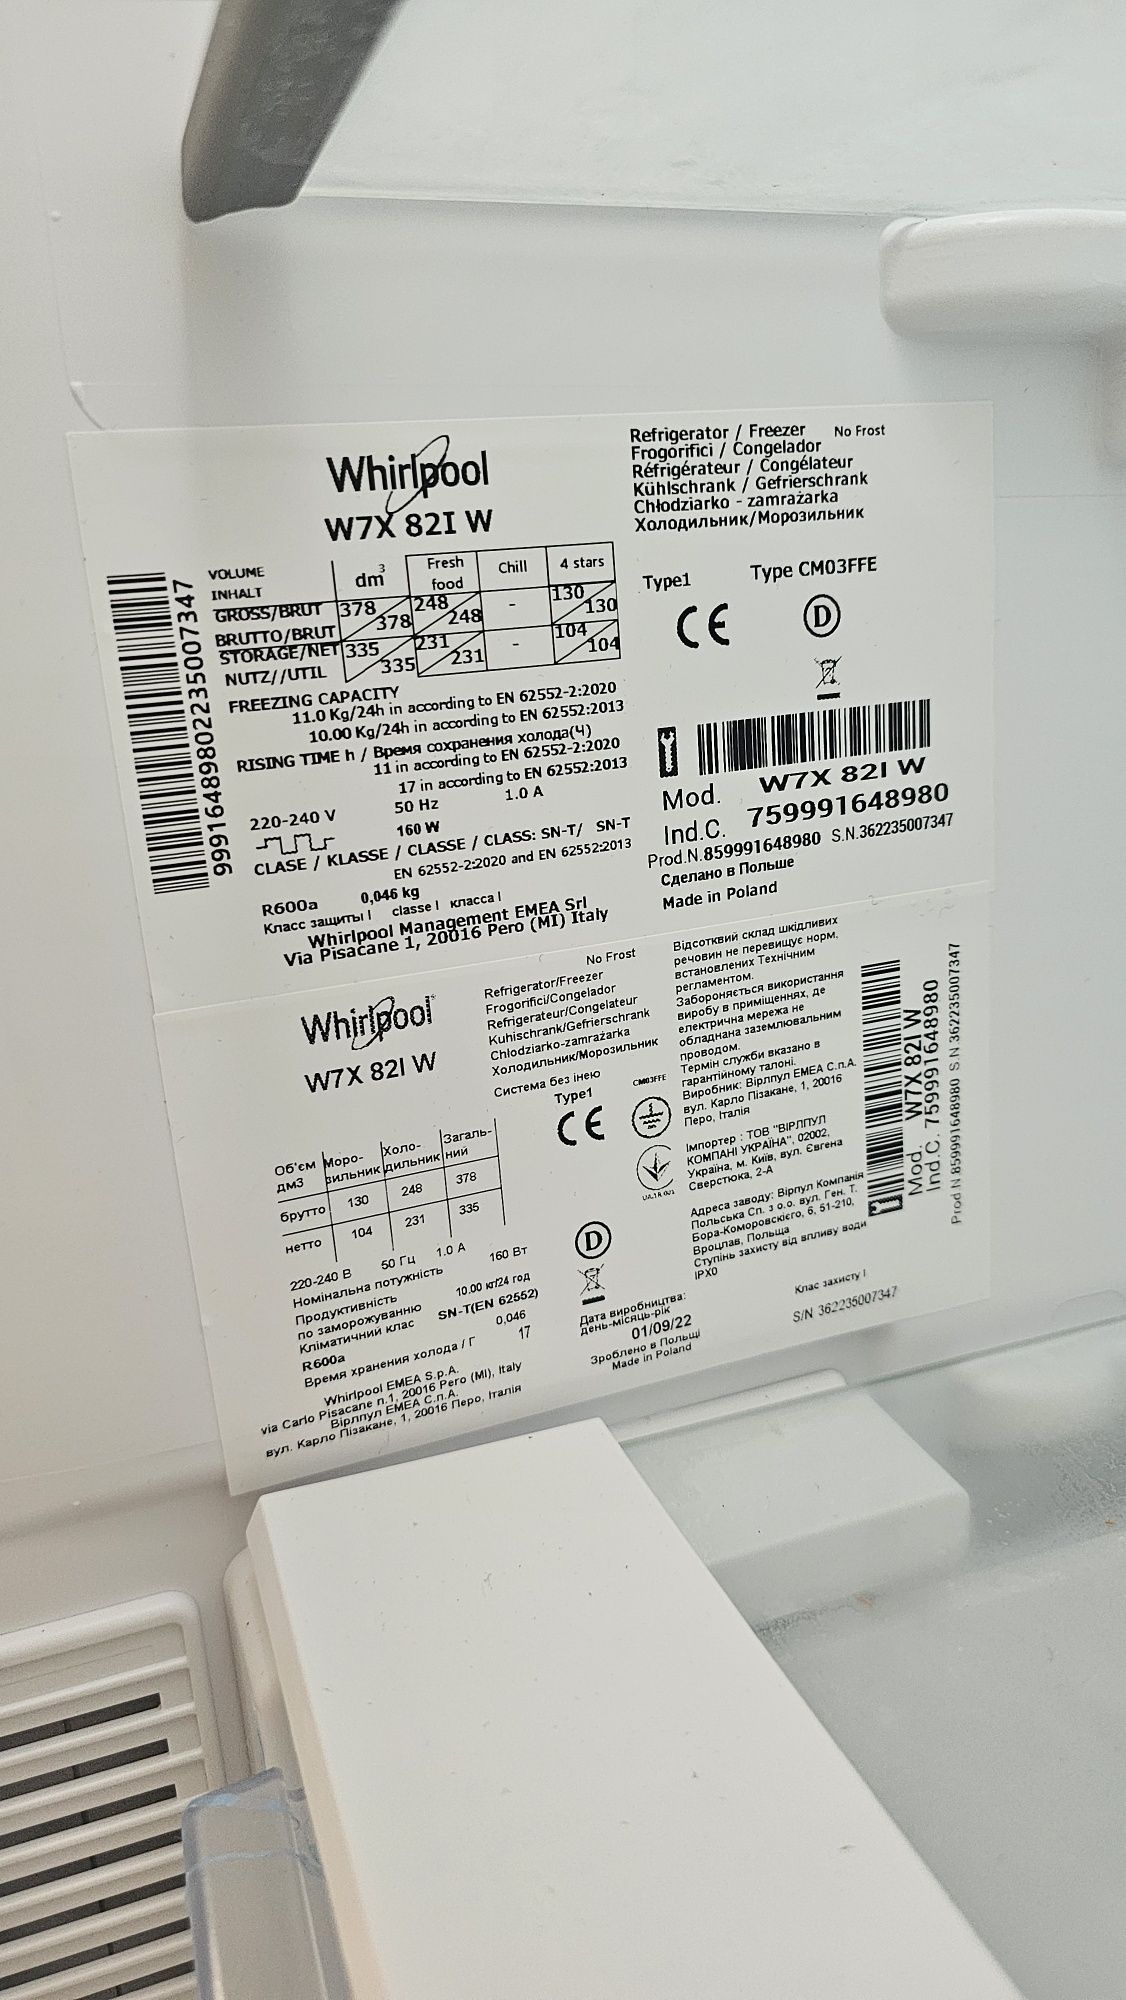 Whirlpool
W7X 82I W
Refrigerator / Freezer No Frost
Frogorifici / Congelador
Réfrigérateur / Congélateur
Kühlschrank / Gefrierschrank
Chłodziarko - zamrażarka
Холодильник/Морозильник
99916489802235007347
VOLUME
INHALT
dm³ Fresh food Chill 4 stars
GROSS/BRUT
BRUTTO/BRUT
378 378 248 248 - 130 130
STORAGE/NET
NUTZ//UTIL
335 335 231 231 - 104 104
Type1 Type CM03FFE
CE D
FREEZING CAPACITY
11.0 Kg/24h in according to EN 62552-2:2020
10.00 Kg/24h in according to EN 62552:2013
RISING TIME h / Время сохранения холода(Ч)
11 in according to EN 62552-2:2020
17 in according to EN 62552:2013
220-240 V 50 Hz 1.0 A
160 W
CLASE / KLASSE / CLASSE / CLASS: SN-T/ SN-T
EN 62552-2:2020 and EN 62552:2013
R600a 0,046 kg
Класс защиты I classe I класса I
Whirlpool Management EMEA Srl
Via Pisacane 1, 20016 Pero (MI) Italy
Mod. W7X 82I W
Ind.C. 759991648980
Prod.N.859991648980 S.N.362235007347
Сделано в Польше
Made in Poland
Whirlpool
W7X 82I W
No Frost
Refrigerator/Freezer
Frogorifici/Congelador
Refrigerateur/Congelateur
Kuhischrank/Gefrierschrank
Chłodziarko-zamrażarka
Холодильник/Морозильник
Система без інею
Type1 CM03FFE
CE
Об'єм дм3 Моро-зильник Холо-дильник Загаль-ний
брутто 130 248 378
нетто 104 231 335
220-240 В 50 Гц 1.0 А
Номінальна потужність 160 Вт
Продуктивність
по заморожуванню 10.00 кг/24 год
Кліматичний клас SN-T(EN 62552)
R600a 0,046
Время хранения холода / Г 17
Whirlpool EMEA S.p.A.
via Carlo Pisacane n.1, 20016 Pero (MI), Italy
Вірлпул ЕМЕА С.п.А.
вул. Карло Пізакане, 1, 20016 Перо, Італія
D
Дата виробництва:
день-місяць-рік
01/09/22
Зроблено в Польщі
Made in Poland
Відсотквий склад шкідливих
речовин не перевищує норм,
встановлених Технічним
регламентом.
Забороняється використання
виробу в приміщеннях, де
електрична мережа не
обладнана заземлювальним
проводом.
Термін служби вказано в
гарантійному талоні.
Виробник: Вірлпул ЕМЕА С.п.А.
вул. Карло Пізакане, 1, 20016
Перо, Італія
Імпортер : ТОВ "ВІРЛПУЛ
КОМПАНІ УКРАЇНА", 02002,
Україна, м. Київ, вул. Євгена
Сверстюка, 2-А
Адреса заводу: Вірпул Компанія
Польська Сп. з о.о. вул. Ген. Т.
Бора-Коморовскієго, 6, 51-210,
Вроцлав, Польща
Ступінь захисту від впливу води
IPX0
Клас захисту I
S/N 362235007347
Mod. W7X 82I W
Ind.C. 759991648980
Prod.N.859991648980 S.N.362235007347